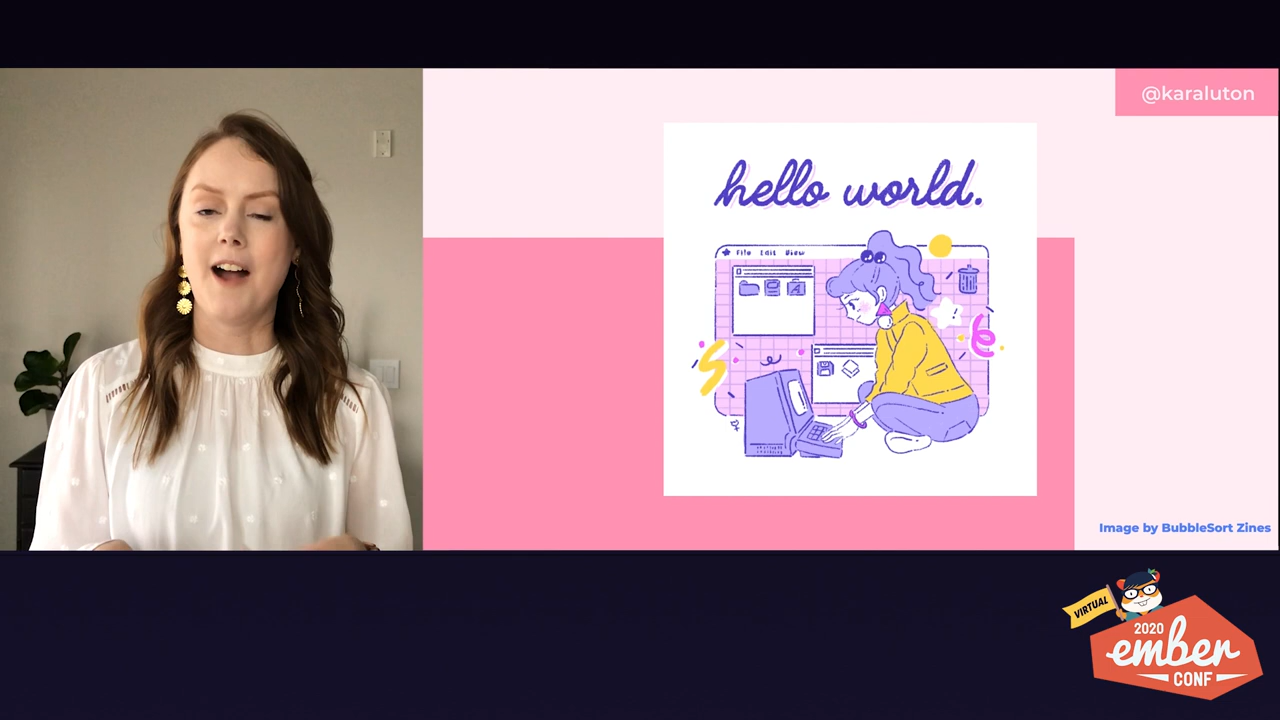 @karaluton
hello world.
File Edit View
Image by BubbleSort Zines
VIRTUAL
2020
ember
CONF